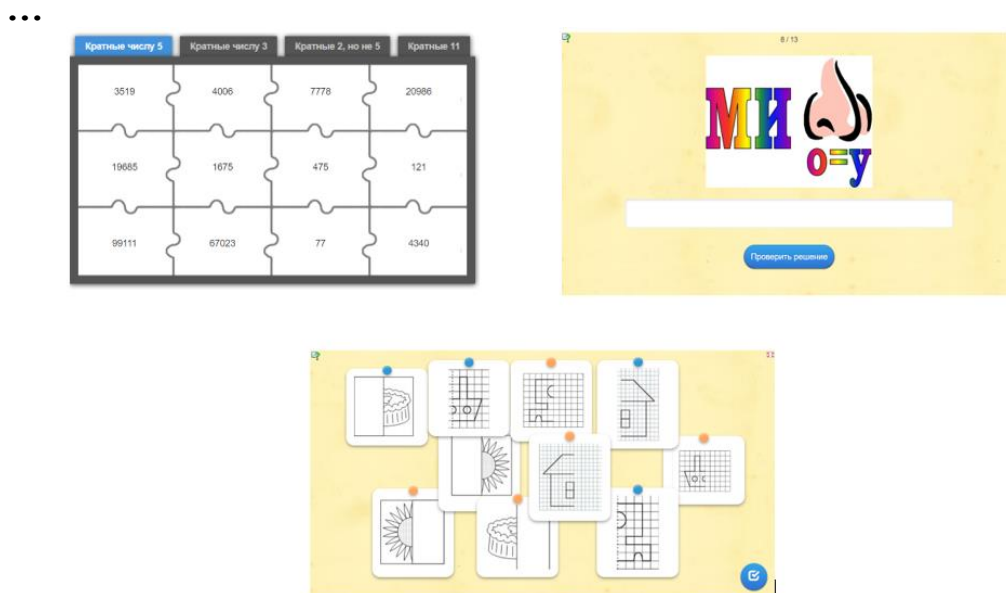 ...
Кратные числу 5 Кратные числу 3 Кратные 2, но не 5 Кратные 11
3519 4006 7778 20986
19685 1675 475 121
99111 67023 77 4340
8 / 13
МИ
о=у
Проверить решение